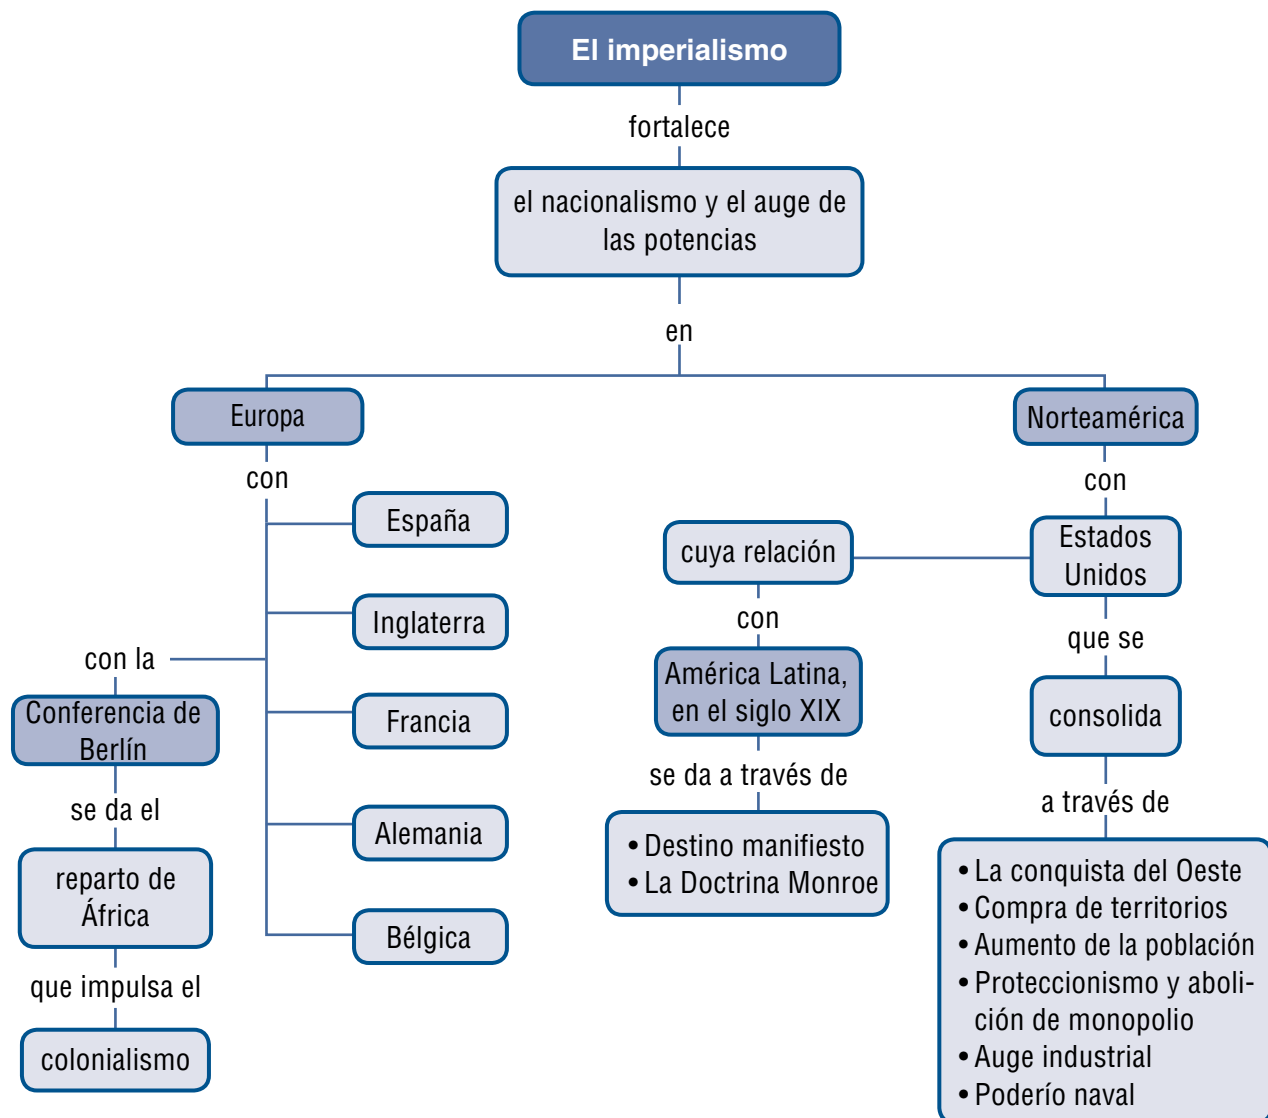 El imperialismo
fortalece
el nacionalismo y el auge de
las potencias
en
Europa
con
España
Inglaterra
Francia
Alemania
Bélgica
con la
Conferencia de
Berlín
se da el
reparto de
África
que impulsa el
colonialismo
Norteamérica
con
Estados
Unidos
cuya relación
con
América Latina,
en el siglo XIX
se da a través de
• Destino manifiesto
• La Doctrina Monroe
que se
consolida
a través de
• La conquista del Oeste
• Compra de territorios
• Aumento de la población
• Proteccionismo y aboli-
ción de monopolio
• Auge industrial
• Poderío naval